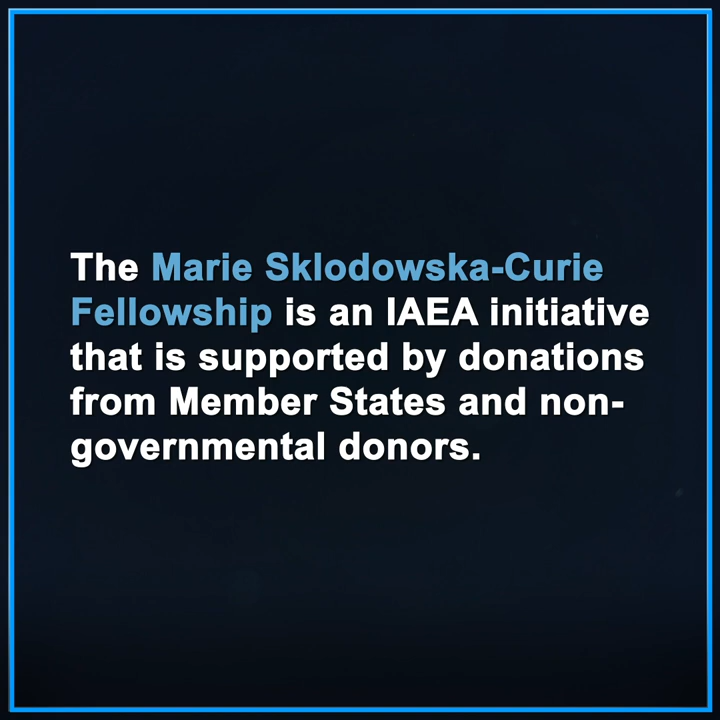 The Marie Sklodowska-Curie
Fellowship is an IAEA initiative
that is supported by donations
from Member States and non-
governmental donors.